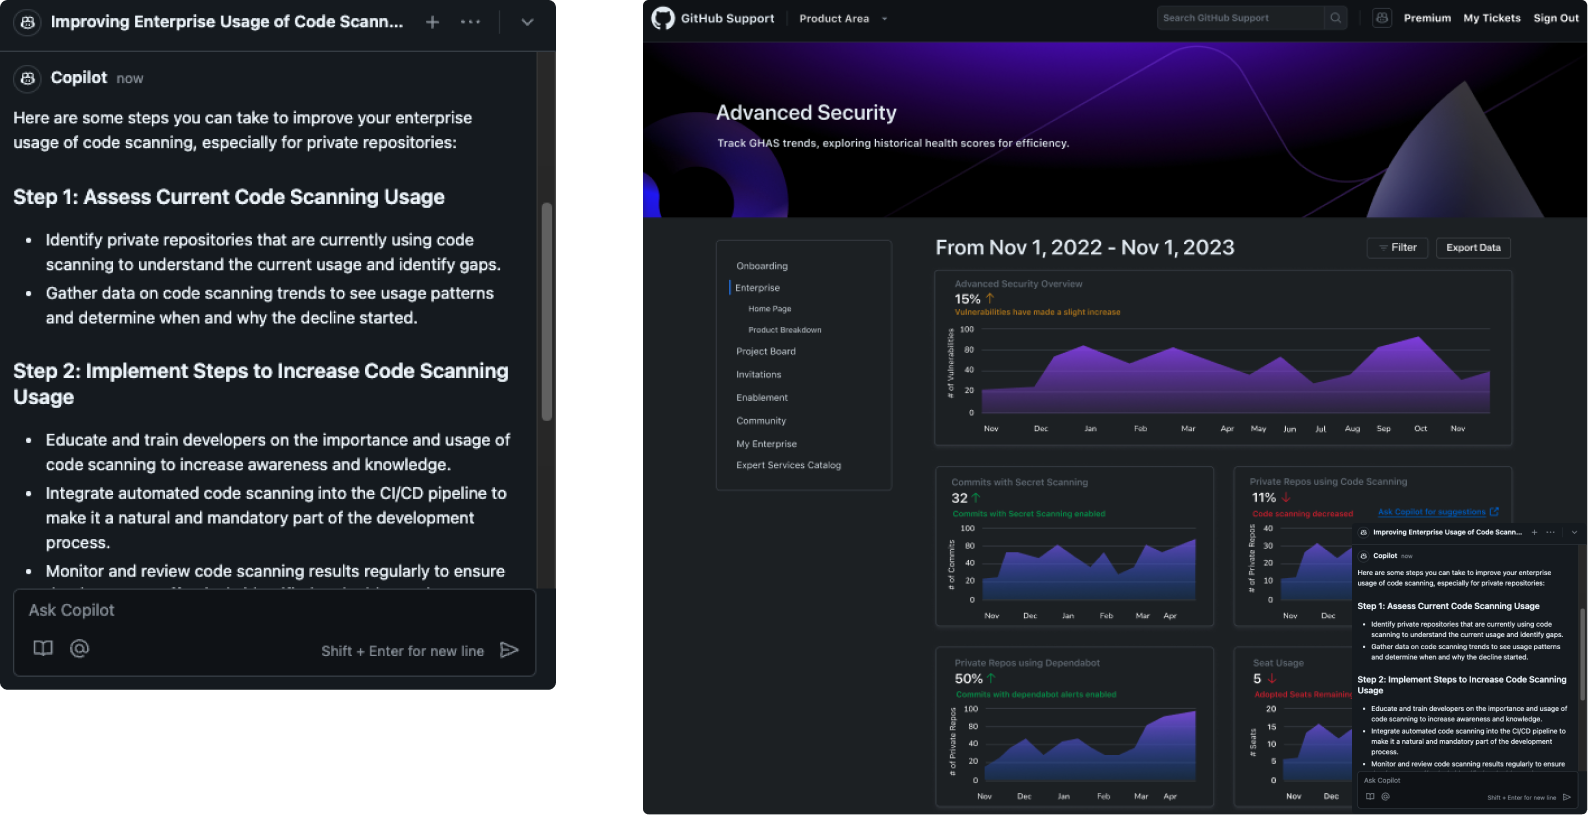 Improving Enterprise Usage of Code Scann...
Copilot now
Here are some steps you can take to improve your enterprise
usage of code scanning, especially for private repositories:
Step 1: Assess Current Code Scanning Usage
• Identify private repositories that are currently using code
scanning to understand the current usage and identify gaps.
• Gather data on code scanning trends to see usage patterns
and determine when and why the decline started.
Step 2: Implement Steps to Increase Code Scanning
Usage
• Educate and train developers on the importance and usage of
code scanning to increase awareness and knowledge.
• Integrate automated code scanning into the CI/CD pipeline to
make it a natural and mandatory part of the development
process.
• Monitor and review code scanning results regularly to ensure
Ask Copilot
Shift + Enter for new line
GitHub Support Product Area Search GitHub Support Premium My Tickets Sign Out
Advanced Security
Track GHAS trends, exploring historical health scores for efficiency.
Onboarding
Enterprise
Home Page
Product Breakdown
Project Board
Invitations
Enablement
Community
My Enterprise
Expert Services Catalog
From Nov 1, 2022 - Nov 1, 2023
Filter Export Data
Advanced Security Overview
15% ↑
Vulnerabilities have made a slight increase
# of Vulnerabilities
100
80
40
20
0
Nov Dec Jan Feb Mar Apr May Jun Jul Aug Sep Oct Nov
Commits with Secret Scanning
32 ↑
Commits with Secret Scanning enabled
# of Commits
100
80
40
20
0
Nov Dec Jan Feb Mar Apr
Private Repos using Code Scanning
11% ↓
Code scanning decreased Ask Copilot for suggestions
# of Private Repos
40
30
20
10
0
Nov Dec
Private Repos using Dependabot
50% ↑
Commits with dependabot alerts enabled
# of Private Repos
100
80
40
20
0
Nov Dec Jan Feb Mar Apr
Seat Usage
5 ↓
Adopted Seats Remaining
# Seats
20
15
10
5
0
Nov Dec
Improving Enterprise Usage of Code Scann...
Copilot now
Here are some steps you can take to improve your enterprise
usage of code scanning, especially for private repositories:
Step 1: Assess Current Code Scanning Usage
• Identify private repositories that are currently using code
scanning to understand the current usage and identify gaps.
• Gather data on code scanning trends to see usage patterns
and determine when and why the decline started.
Step 2: Implement Steps to Increase Code Scanning
Usage
• Educate and train developers on the importance and usage of
code scanning to increase awareness and knowledge.
• Integrate automated code scanning into the CI/CD pipeline to
make it a natural and mandatory part of the development
process.
• Monitor and review code scanning results regularly to ensure
Ask Copilot
Shift + Enter for new line